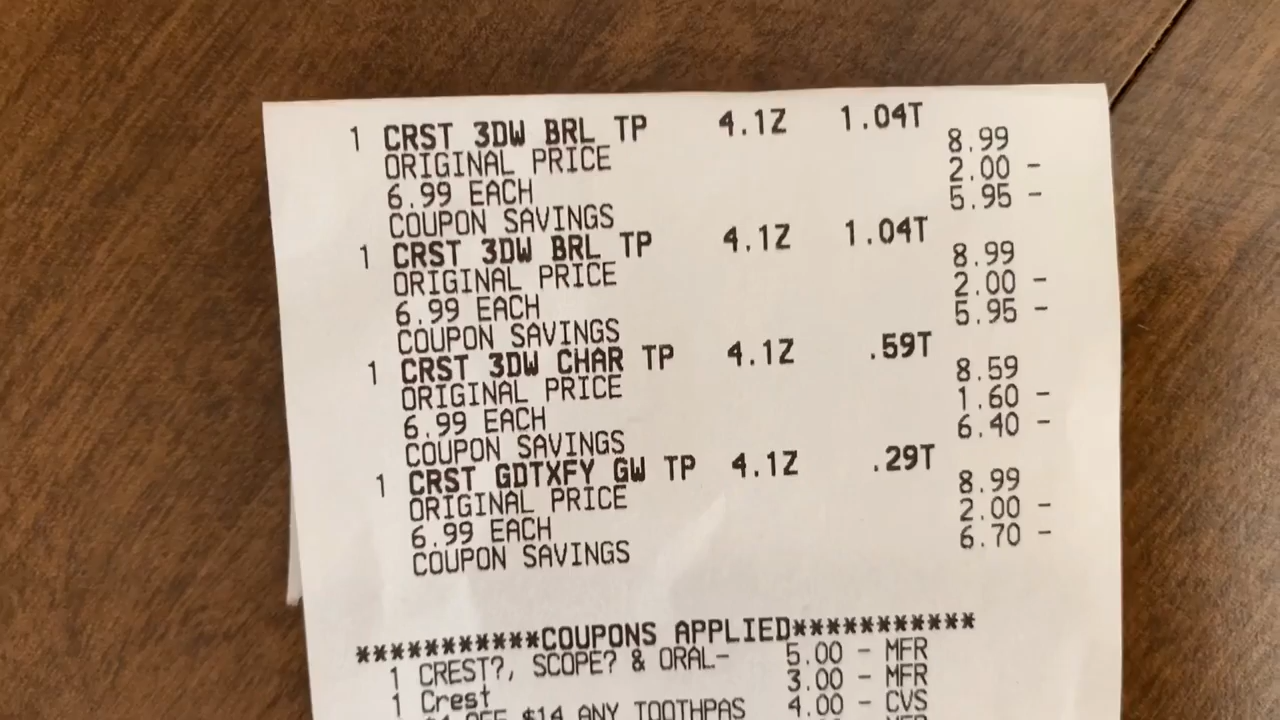 1 CRST 3DW BRL TP 4.1Z 1.04T
ORIGINAL PRICE 8.99
6.99 EACH 2.00 -
COUPON SAVINGS 5.95 -
1 CRST 3DW BRL TP 4.1Z 1.04T
ORIGINAL PRICE 8.99
6.99 EACH 2.00 -
COUPON SAVINGS 5.95 -
1 CRST 3DW CHAR TP 4.1Z .59T
ORIGINAL PRICE 8.59
6.99 EACH 1.60 -
COUPON SAVINGS 6.40 -
1 CRST GDTXFY GW TP 4.1Z .29T
ORIGINAL PRICE 8.99
6.99 EACH 2.00 -
COUPON SAVINGS 6.70 -
***********COUPONS APPLIED***********
1 CREST?, SCOPE? & ORAL- 5.00 - MFR
1 Crest 3.00 - MFR
OFF $14 ANY TOOTHPAS 4.00 - CVS